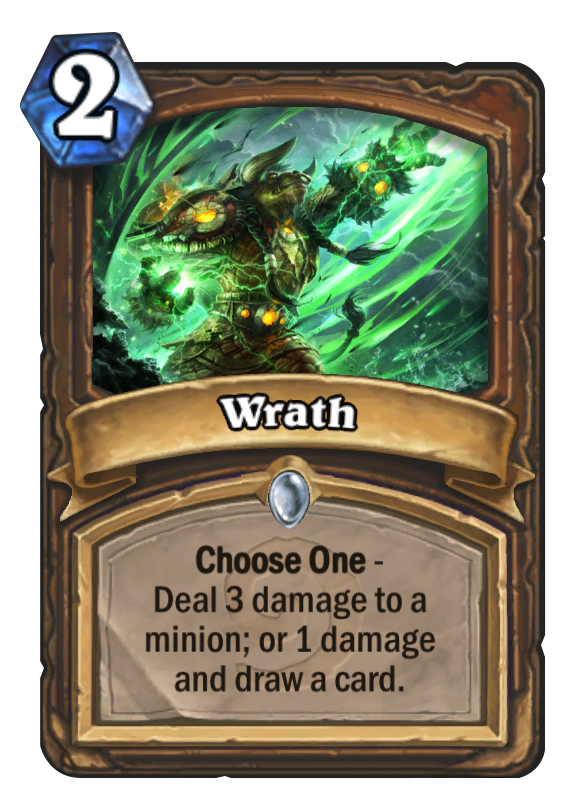 2
Wrath
Choose One -
Deal 3 damage to a
minion; or 1 damage
and draw a card.